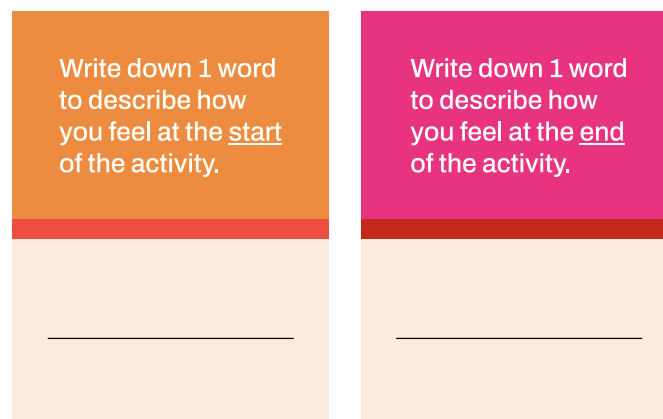 Write down 1 word
to describe how
you feel at the start
of the activity.
Write down 1 word
to describe how
you feel at the end
of the activity.